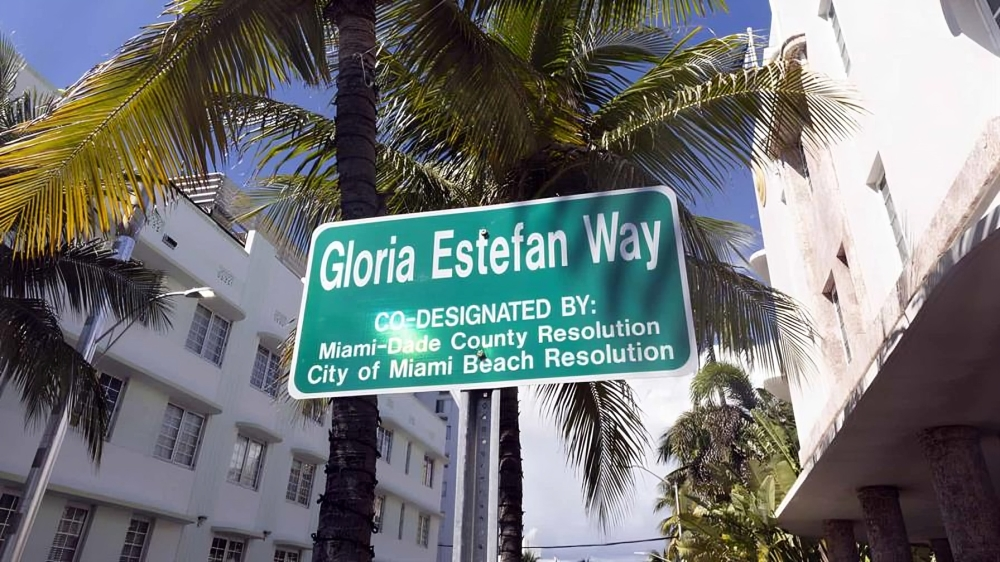 Gloria Estefan Way
CO-DESIGNATED BY:
Miami-Dade County Resolution
City of Miami Beach Resolution